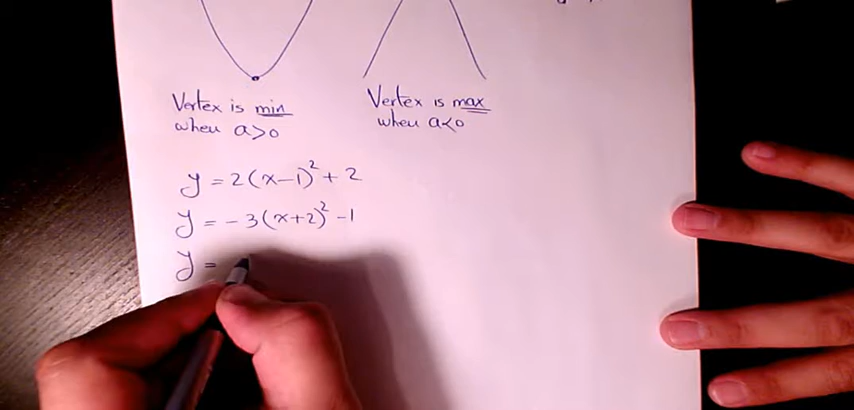 Vertex is min
when a>0
Vertex is max
when a<0
y = 2(x-1)² + 2
y = -3(x+2)² -1
y =